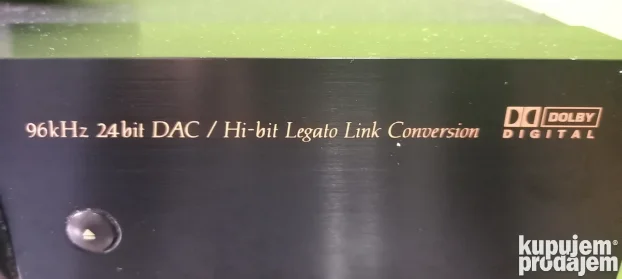 96kHz 24bit DAC / Hi-bit Legato Link Conversion
DOLBY
DIGITAL
kupujem
prodajem